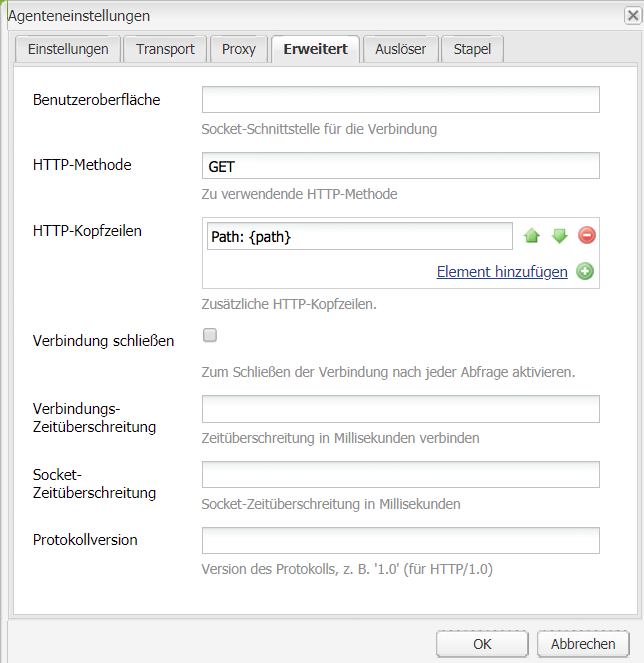 Agenteneinstellungen
Einstellungen
Transport
Proxy
Erweitert
Auslöser
Stapel
Benutzeroberfläche
Socket-Schnittstelle für die Verbindung
HTTP-Methode
GET
Zu verwendende HTTP-Methode
HTTP-Kopfzeilen
Path: {path}
Element hinzufügen
Zusätzliche HTTP-Kopfzeilen.
Verbindung schließen
Zum Schließen der Verbindung nach jeder Abfrage aktivieren.
Verbindungs-
Zeitüberschreitung
Zeitüberschreitung in Millisekunden verbinden
Socket-
Zeitüberschreitung
Socket-Zeitüberschreitung in Millisekunden
Protokollversion
Version des Protokolls, z. B. '1.0' (für HTTP/1.0)
OK
Abbrechen